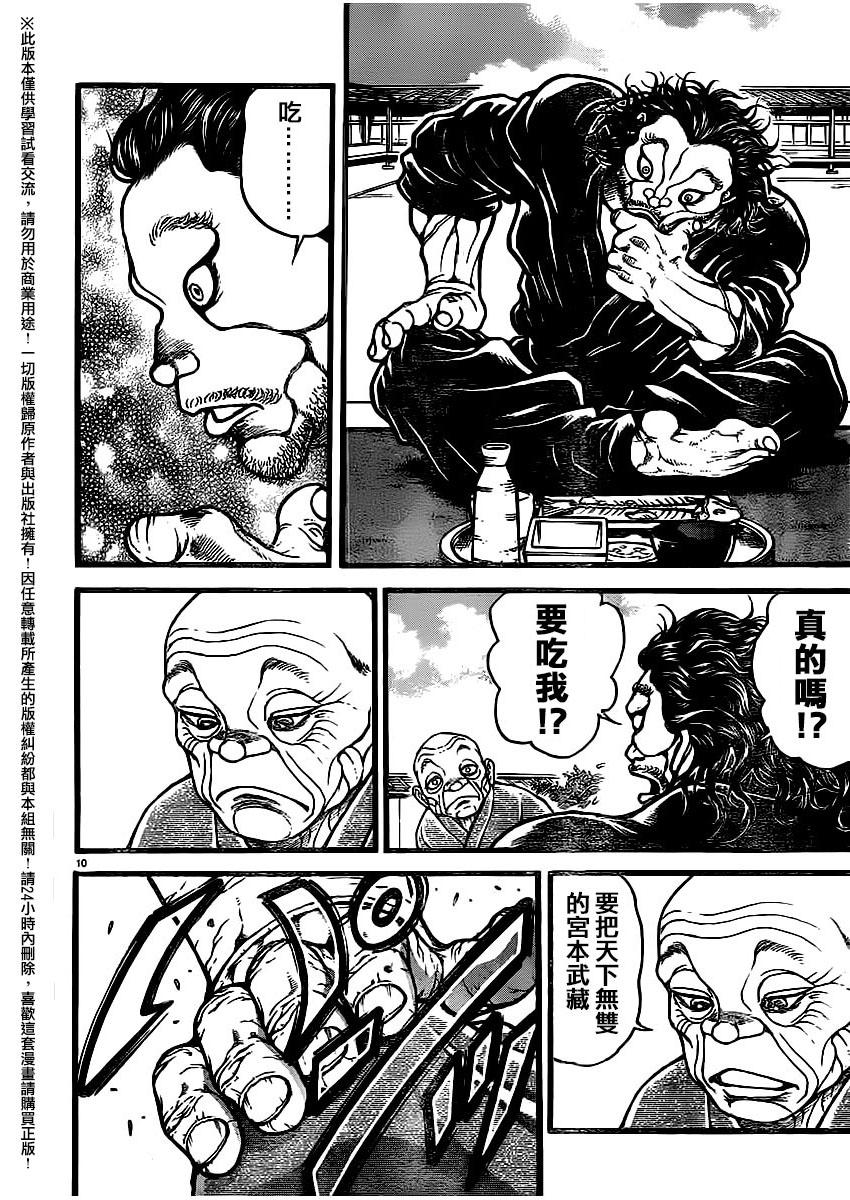 吃⋯⋯⋯
真的嗎!?
要吃我!?
要把天下無雙
的宮本武藏
10
※此版本僅供學習試看交流，請勿用於商業用途！一切版權歸原作者與出版社擁有！因任意轉載所產生的版權糾紛都與本組無關！請24小時內刪除，喜歡這套漫畫請購買正版！